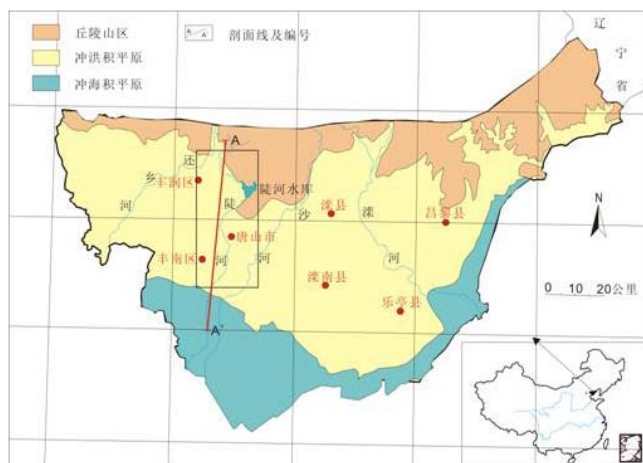 丘陵山区
A A' 剖面线及编号
冲洪积平原
冲海积平原
辽
宁
省
A
还
乡
河
丰润区
陡河水库
陡
河
沙
河
滦
河
滦县
昌黎县
唐山市
丰南区
滦南县
乐亭县
A'
N
0 10 20公里